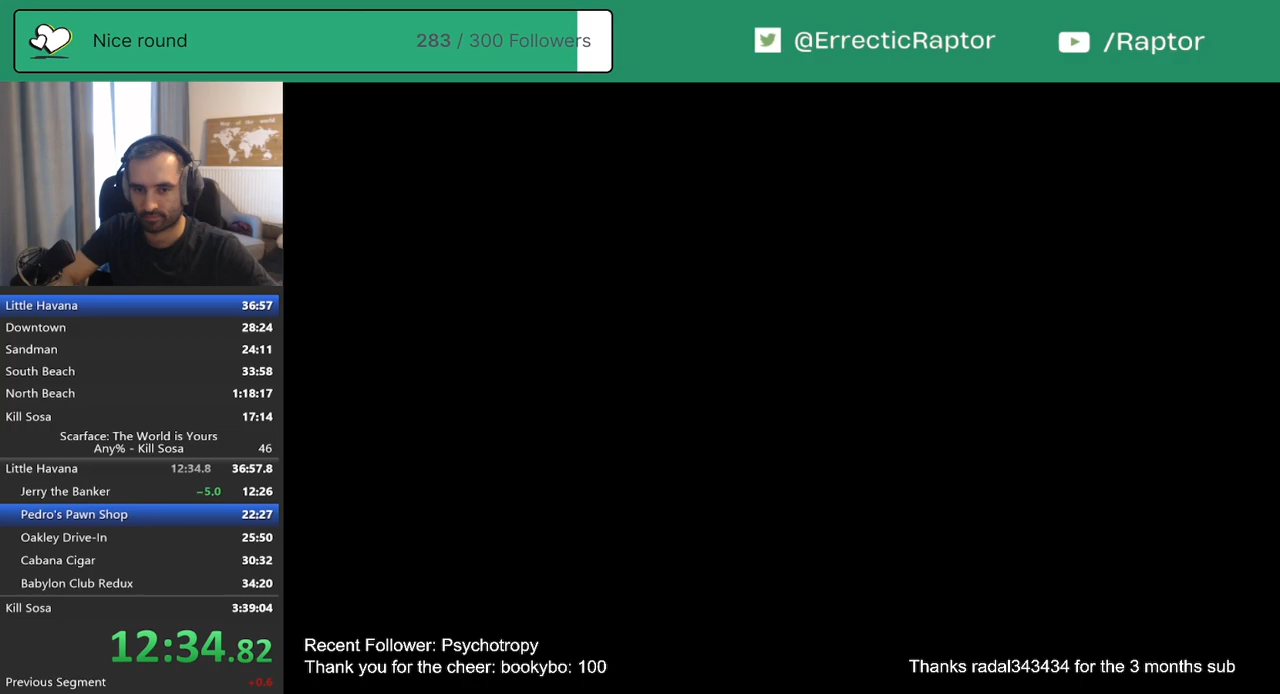 Nice round
283 / 300 Followers
@ErrecticRaptor
/Raptor
Little Havana 36:57
Downtown 28:24
Sandman 24:11
South Beach 33:58
North Beach 1:18:17
Kill Sosa 17:14
Scarface: The World is Yours
Any% - Kill Sosa 46
Little Havana 12:34.8 36:57.8
Jerry the Banker −5.0 12:26
Pedro's Pawn Shop 22:27
Oakley Drive-In 25:50
Cabana Cigar 30:32
Babylon Club Redux 34:20
Kill Sosa 3:39:04
12:34.82
Previous Segment +0.6
Recent Follower: Psychotropy
Thank you for the cheer: bookybo: 100
Thanks radal343434 for the 3 months sub